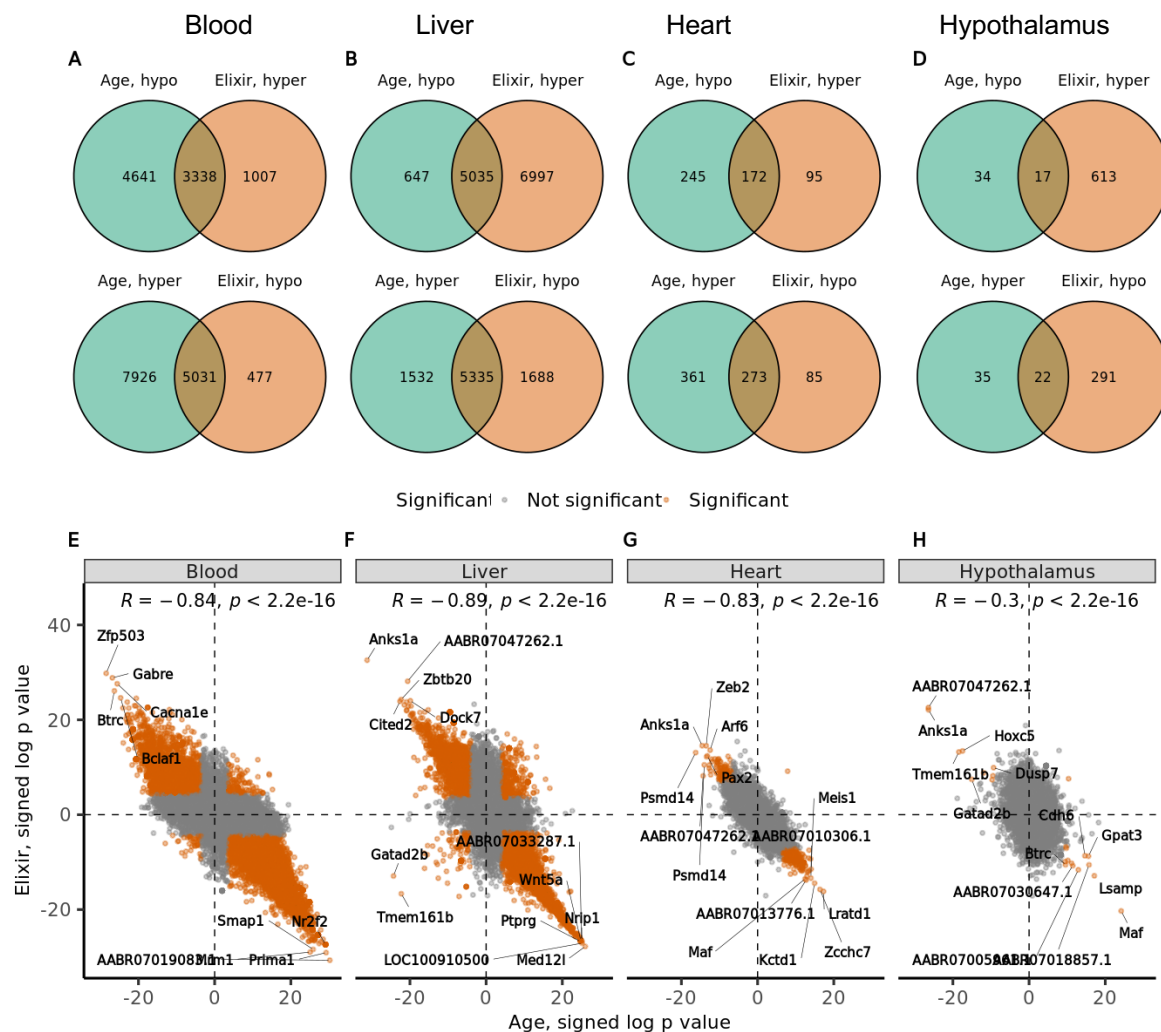 Blood Liver Heart Hypothalamus
A B C D
Age, hypo Elixir, hyper Age, hypo Elixir, hyper Age, hypo Elixir, hyper Age, hypo Elixir, hyper
4641 3338 1007 647 5035 6997 245 172 95 34 17 613
Age, hyper Elixir, hypo Age, hyper Elixir, hypo Age, hyper Elixir, hypo Age, hyper Elixir, hypo
7926 5031 477 1532 5335 1688 361 273 85 35 22 291
Significant Not significant Significant
E F G H
Blood Liver Heart Hypothalamus
R = −0.84, p < 2.2e-16 R = −0.89, p < 2.2e-16 R = −0.83, p < 2.2e-16 R = −0.3, p < 2.2e-16
Elixir, signed log p value
40
20
0
-20
Zfp503
Gabre
Cacna1e
Btrc
Bclaf1
Smap1
Nr2f2
Prima1
Anks1a
AABR07047262.1
Zbtb20
Cited2
Dock7
AABR07033287.1
Gatad2b
Wnt5a
Tmem161b
Ptprg
Nrip1
LOC100910500
Med12l
Zeb2
Anks1a
Arf6
Pax2
Psmd14
Meis1
AABR07047262.1
AABR07010306.1
Psmd14
AABR07013776.1
Lratd1
Maf
Kctd1
Zcchc7
AABR07047262.1
Anks1a
Hoxc5
Tmem161b
Dusp7
Gatad2b
Cdh6
Gpat3
Btrc
AABR07030647.1
Lsamp
Maf
AABR07018857.1
-20 0 20 -20 0 20 -20 0 20 -20 0 20
Age, signed log p value